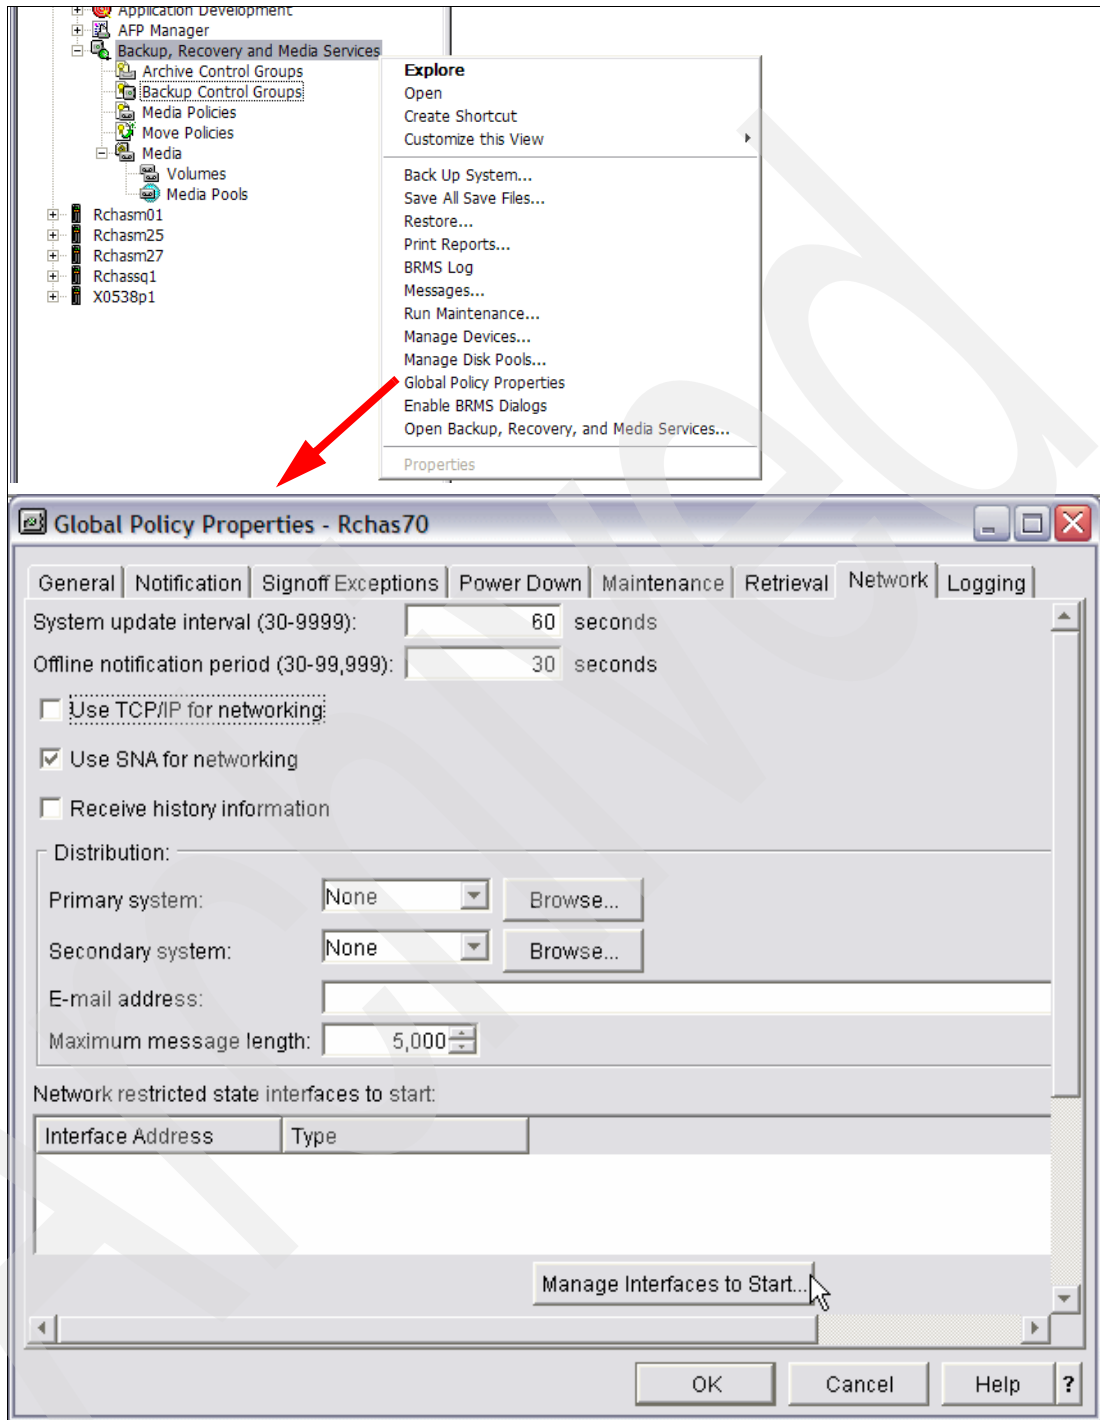 Application Development
AFP Manager
Backup, Recovery and Media Services
Archive Control Groups
Backup Control Groups
Media Policies
Move Policies
Media
Volumes
Media Pools
Rchasm01
Rchasm25
Rchasm27
Rchassq1
X0538p1
Explore
Open
Create Shortcut
Customize this View
Back Up System...
Save All Save Files...
Restore...
Print Reports...
BRMS Log
Messages...
Run Maintenance...
Manage Devices...
Manage Disk Pools...
Global Policy Properties
Enable BRMS Dialogs
Open Backup, Recovery, and Media Services...
Properties
Global Policy Properties - Rchas70
General Notification Signoff Exceptions Power Down Maintenance Retrieval Network Logging
System update interval (30-9999): 60 seconds
Offline notification period (30-99,999): 30 seconds
Use TCP/IP for networking
Use SNA for networking
Receive history information
Distribution:
Primary system: None Browse...
Secondary system: None Browse...
E-mail address:
Maximum message length: 5,000
Network restricted state interfaces to start:
Interface Address Type
Manage Interfaces to Start...
OK Cancel Help ?
Archived